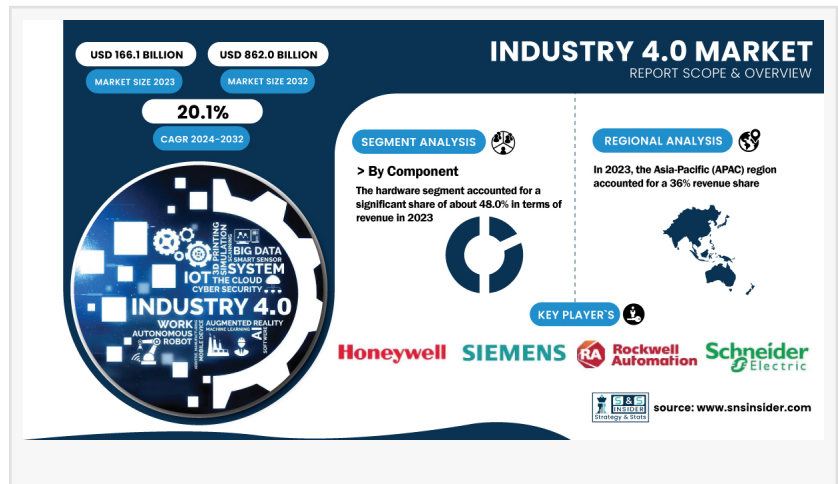 USD 166.1 BILLION
MARKET SIZE 2023
USD 862.0 BILLION
MARKET SIZE 2032
20.1%
CAGR 2024-2032
INDUSTRY 4.0 MARKET
REPORT SCOPE & OVERVIEW
SEGMENT ANALYSIS
> By Component
The hardware segment accounted for a
significant share of about 48.0% in terms of
revenue in 2023
REGIONAL ANALYSIS
In 2023, the Asia-Pacific (APAC) region
accounted for a 36% revenue share
3D PRINTING
SIMULATION
SCANNING
BIG DATA
SMART SENSOR
IOT
SYSTEM
THE CLOUD
CYBER SECURITY
INDUSTRY 4.0
WORK
AUTONOMOUS
ROBOT
MOBILE DEVICE
AUGMENTED REALITY
MACHINE LEARNING
AI
SOFTWARE
KEY PLAYER`S
Honeywell
SIEMENS
RA
Rockwell
Automation
Schneider
Electric
S&S
INSIDER
Strategy & Stats
source: www.snsinsider.com